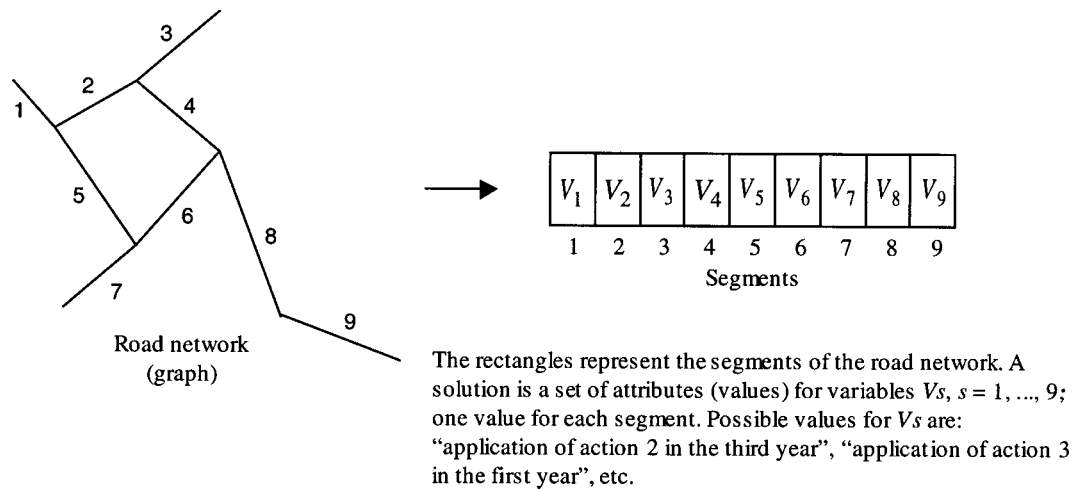 3
2
1
4
5
6
8
7
9
Road network
(graph)
V1 V2 V3 V4 V5 V6 V7 V8 V9
1 2 3 4 5 6 7 8 9
Segments
The rectangles represent the segments of the road network. A
solution is a set of attributes (values) for variables Vs, s = 1, ..., 9;
one value for each segment. Possible values for Vs are:
“application of action 2 in the third year”, “application of action 3
in the first year”, etc.